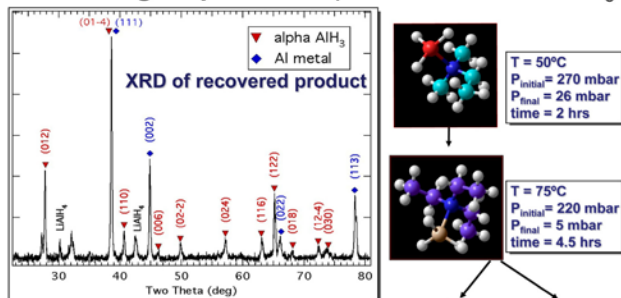 (01-4) (111)
alpha AlH₃
Al metal
XRD of recovered product
(012)
LiAlH₄
(110)
LiAlH₄
(002)
(006)
(02-2)
(024)
(116)
(122)
(022)
(018)
(12-4)
(030)
(113)
30 40 50 60 70 80
Two Theta (deg)
T = 50ºC
Pinitial= 270 mbar
Pfinal = 26 mbar
time = 2 hrs
T = 75ºC
Pinitial= 220 mbar
Pfinal = 5 mbar
time = 4.5 hrs